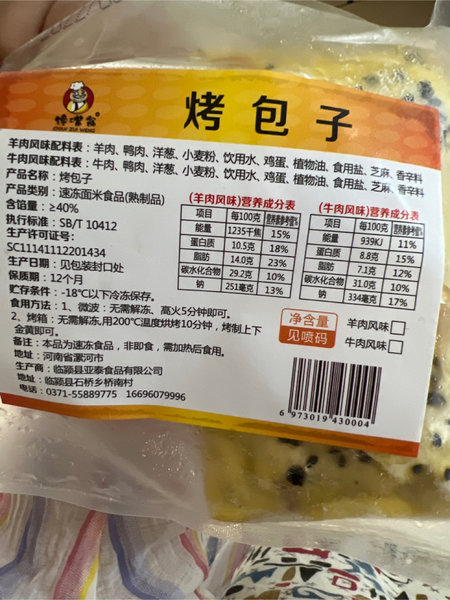 馋嘴翁
CHAN ZUI WENG
烤包子
羊肉风味配料表：羊肉、鸭肉、洋葱、小麦粉、饮用水、鸡蛋、植物油、食用盐、芝麻、香辛料
牛肉风味配料表：牛肉、鸭肉、洋葱、小麦粉、饮用水、鸡蛋、植物油、食用盐、芝麻、香辛料
产品名称：烤包子
产品类别：速冻面米食品(熟制品)
含馅量：≥40%
执行标准：SB/T 10412
生产许可证号：
SC11141112201434
生产日期：见包装封口处
保质期：12个月
贮存条件：-18℃以下冷冻保存。
食用方法：1、微波：无需解冻、高火5分钟即可。
2、烤箱：无需解冻,用200℃温度烘烤10分钟，烤制上下
金黄即可。
备注：本品为速冻食品，非即食，需加热后食用。
地址：河南省漯河市
生产商：临颍县亚泰食品有限公司
地址：临颍县石桥乡桥南村
电话：0371-55889775 16696079996
(羊肉风味)营养成分表
项目 每100克 营养素参考值%
能量 1235千焦 15%
蛋白质 10.5克 18%
脂肪 14.0克 23%
碳水化合物 29.2克 10%
钠 251毫克 13%
(牛肉风味)营养成分表
项目 每100克 营养素参考值%
能量 939KJ 11%
蛋白质 8.8克 15%
脂肪 7.1克 12%
碳水化合物 31.0克 10%
钠 334毫克 17%
净含量
见喷码
羊肉风味
牛肉风味
6 973019 430004